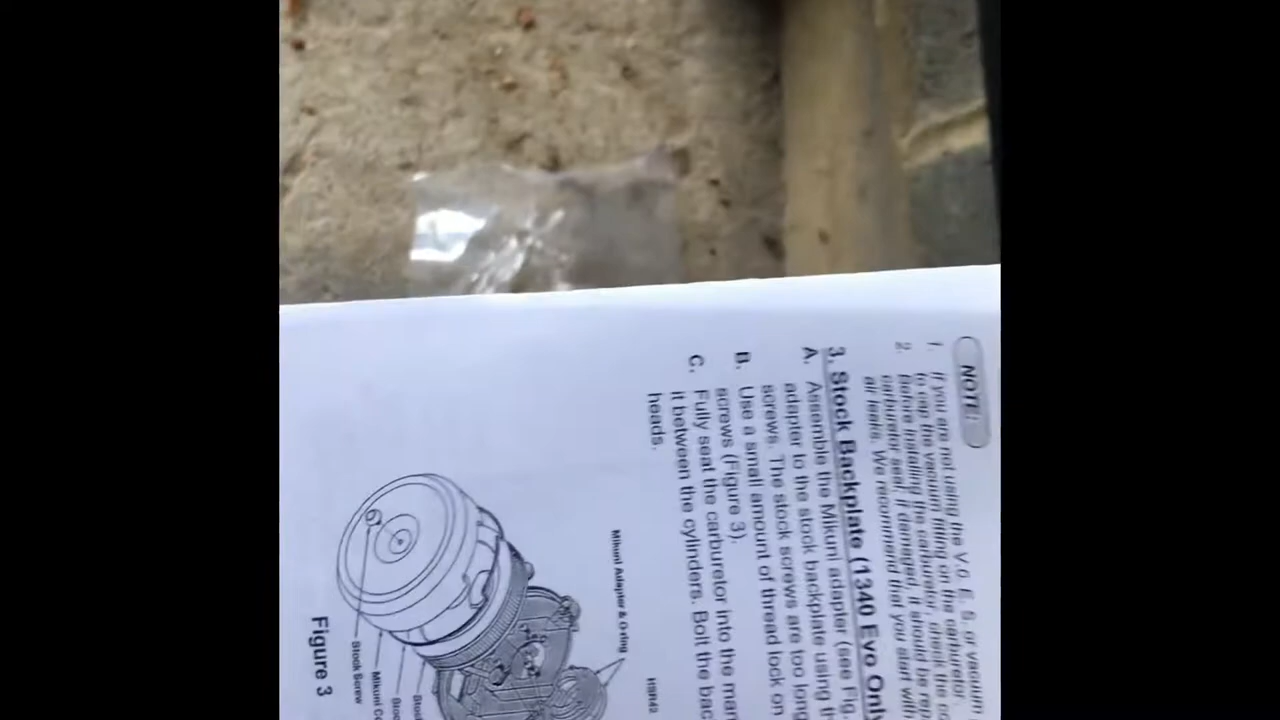 NOTE:
1. If you are not using the V.O.E.S. or vacuum
to cap the vacuum fitting on the carburetor.
2. Before installing the carburetor, check the
carburetor seal. If damaged, it should be rep
air leaks. We recommend that you start with
3. Stock Backplate (1340 Evo Only
A. Assemble the Mikuni adapter (see Fig.
adapter to the stock backplate using th
screws. The stock screws are too long
B. Use a small amount of thread lock on
screws (Figure 3).
C. Fully seat the carburetor into the man
it between the cylinders. Bolt the bac
heads.
Mikuni Adapter & O-ring
HSR42
Stock Screw
Mikuni
Figure 3